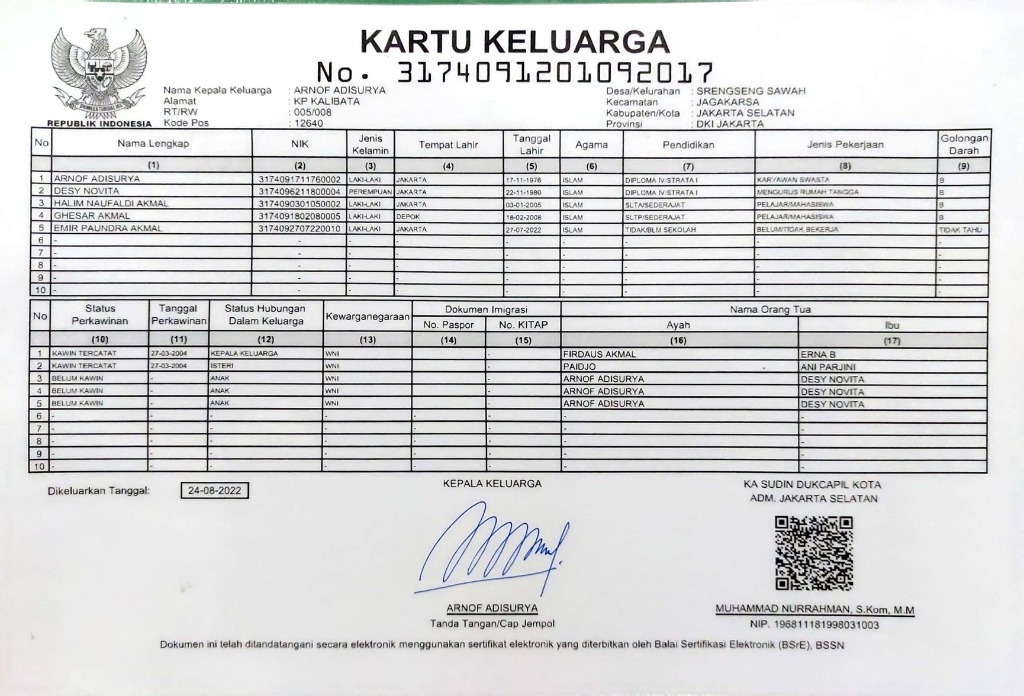 KARTU KELUARGA
No. 3174091201092017
REPUBLIK INDONESIA
Nama Kepala Keluarga : ARNOF ADISURYA
Alamat : KP KALIBATA
RT/RW : 005/008
Kode Pos : 12640
Desa/Kelurahan : SRENGSENG SAWAH
Kecamatan : JAGAKARSA
Kabupaten/Kota : JAKARTA SELATAN
Provinsi : DKI JAKARTA
No Nama Lengkap NIK Jenis Kelamin Tempat Lahir Tanggal Lahir Agama Pendidikan Jenis Pekerjaan Golongan Darah
(1) (2) (3) (4) (5) (6) (7) (8) (9)
1 ARNOF ADISURYA 3174091711760002 LAKI-LAKI JAKARTA 17-11-1976 ISLAM DIPLOMA IV/STRATA I KARYAWAN SWASTA B
2 DESY NOVITA 3174096211800004 PEREMPUAN JAKARTA 22-11-1980 ISLAM DIPLOMA IV/STRATA I MENGURUS RUMAH TANGGA B
3 HALIM NAUFALDI AKMAL 3174090301050002 LAKI-LAKI JAKARTA 03-01-2005 ISLAM SLTA/SEDERAJAT PELAJAR/MAHASISWA B
4 GHESAR AKMAL 3174091802080005 LAKI-LAKI DEPOK 18-02-2008 ISLAM SLTP/SEDERAJAT PELAJAR/MAHASISWA B
5 EMIR PAUNDRA AKMAL 3174092707220010 LAKI-LAKI JAKARTA 27-07-2022 ISLAM TIDAK/BLM SEKOLAH BELUM/TIDAK BEKERJA TIDAK TAHU
6 - - - - - - - - -
7 - - - - - - - - -
8 - - - - - - - - -
9 - - - - - - - - -
10 - - - - - - - - -
No Status Perkawinan Tanggal Perkawinan Status Hubungan Dalam Keluarga Kewarganegaraan Dokumen Imigrasi Nama Orang Tua
No. Paspor No. KITAP Ayah Ibu
(10) (11) (12) (13) (14) (15) (16) (17)
1 KAWIN TERCATAT 27-03-2004 KEPALA KELUARGA WNI - - FIRDAUS AKMAL ERNA B
2 KAWIN TERCATAT 27-03-2004 ISTERI WNI - - PAIDJO ANI PARJINI
3 BELUM KAWIN - ANAK WNI - - ARNOF ADISURYA DESY NOVITA
4 BELUM KAWIN - ANAK WNI - - ARNOF ADISURYA DESY NOVITA
5 BELUM KAWIN - ANAK WNI - - ARNOF ADISURYA DESY NOVITA
6 - - - - - - - -
7 - - - - - - - -
8 - - - - - - - -
9 - - - - - - - -
10 - - - - - - - -
Dikeluarkan Tanggal: 24-08-2022
KEPALA KELUARGA
ARNOF ADISURYA
Tanda Tangan/Cap Jempol
KA SUDIN DUKCAPIL KOTA
ADM. JAKARTA SELATAN
MUHAMMAD NURRAHMAN, S.Kom, M.M
NIP. 196811181998031003
Dokumen ini telah ditandatangani secara elektronik menggunakan sertifikat elektronik yang diterbitkan oleh Balai Sertifikasi Elektronik (BSrE), BSSN